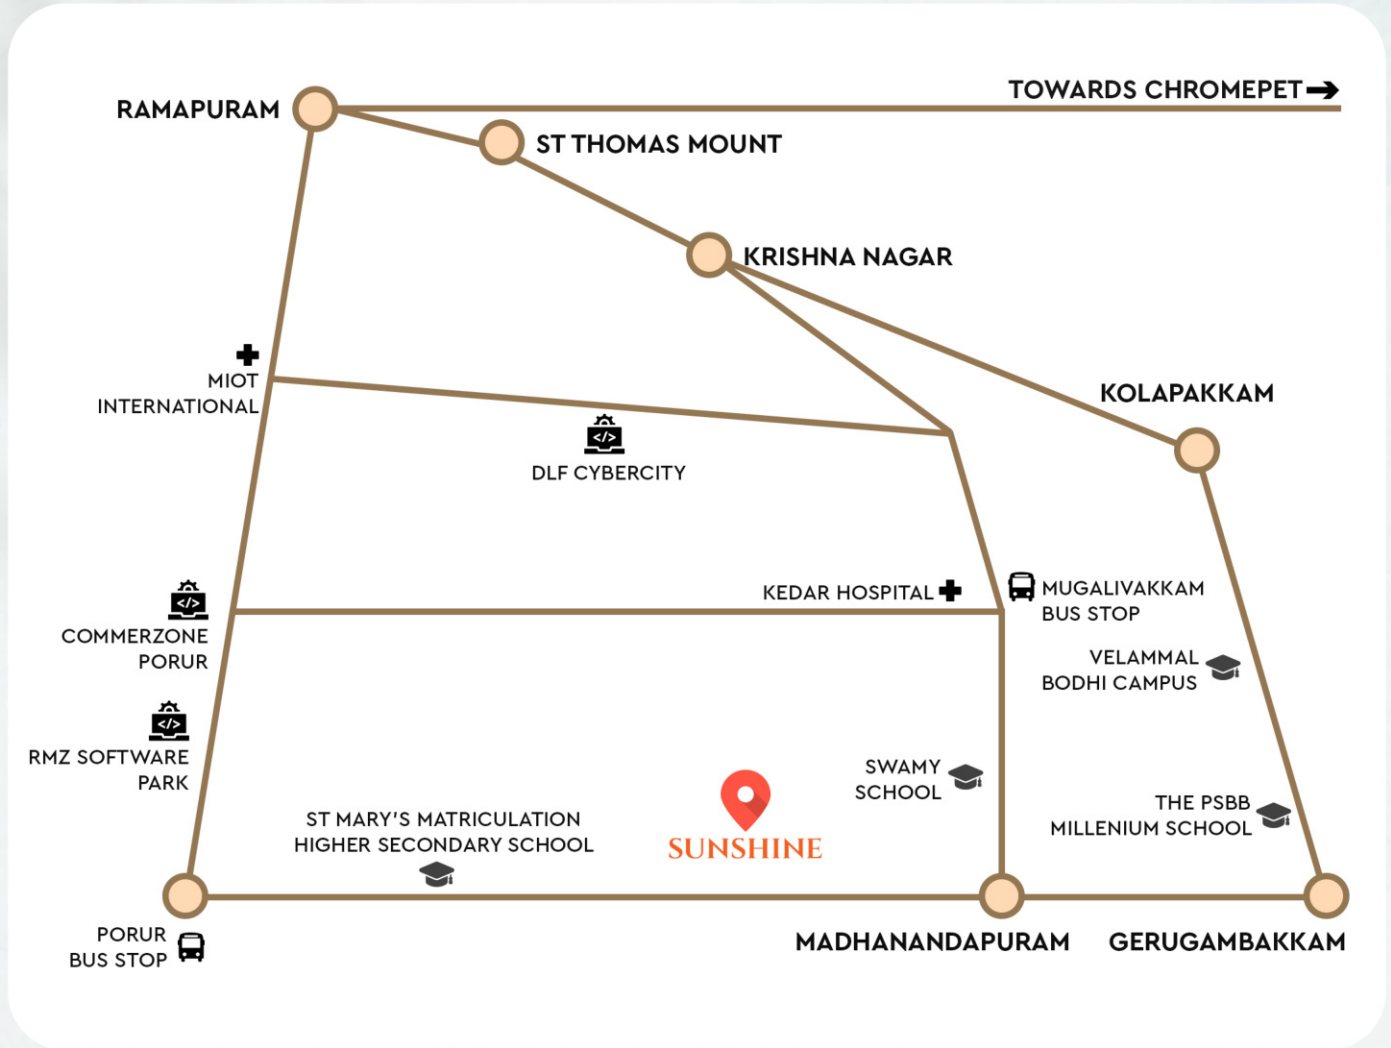 TOWARDS CHROMEPET
RAMAPURAM
ST THOMAS MOUNT
KRISHNA NAGAR
MIOT
INTERNATIONAL
KOLAPAKKAM
DLF CYBERCITY
KEDAR HOSPITAL
MUGALIVAKKAM
BUS STOP
COMMERZONE
PORUR
VELAMMAL
BODHI CAMPUS
RMZ SOFTWARE
PARK
SWAMY
SCHOOL
THE PSBB
MILLENIUM SCHOOL
ST MARY'S MATRICULATION
HIGHER SECONDARY SCHOOL
SUNSHINE
PORUR
BUS STOP
MADHANANDAPURAM
GERUGAMBAKKAM